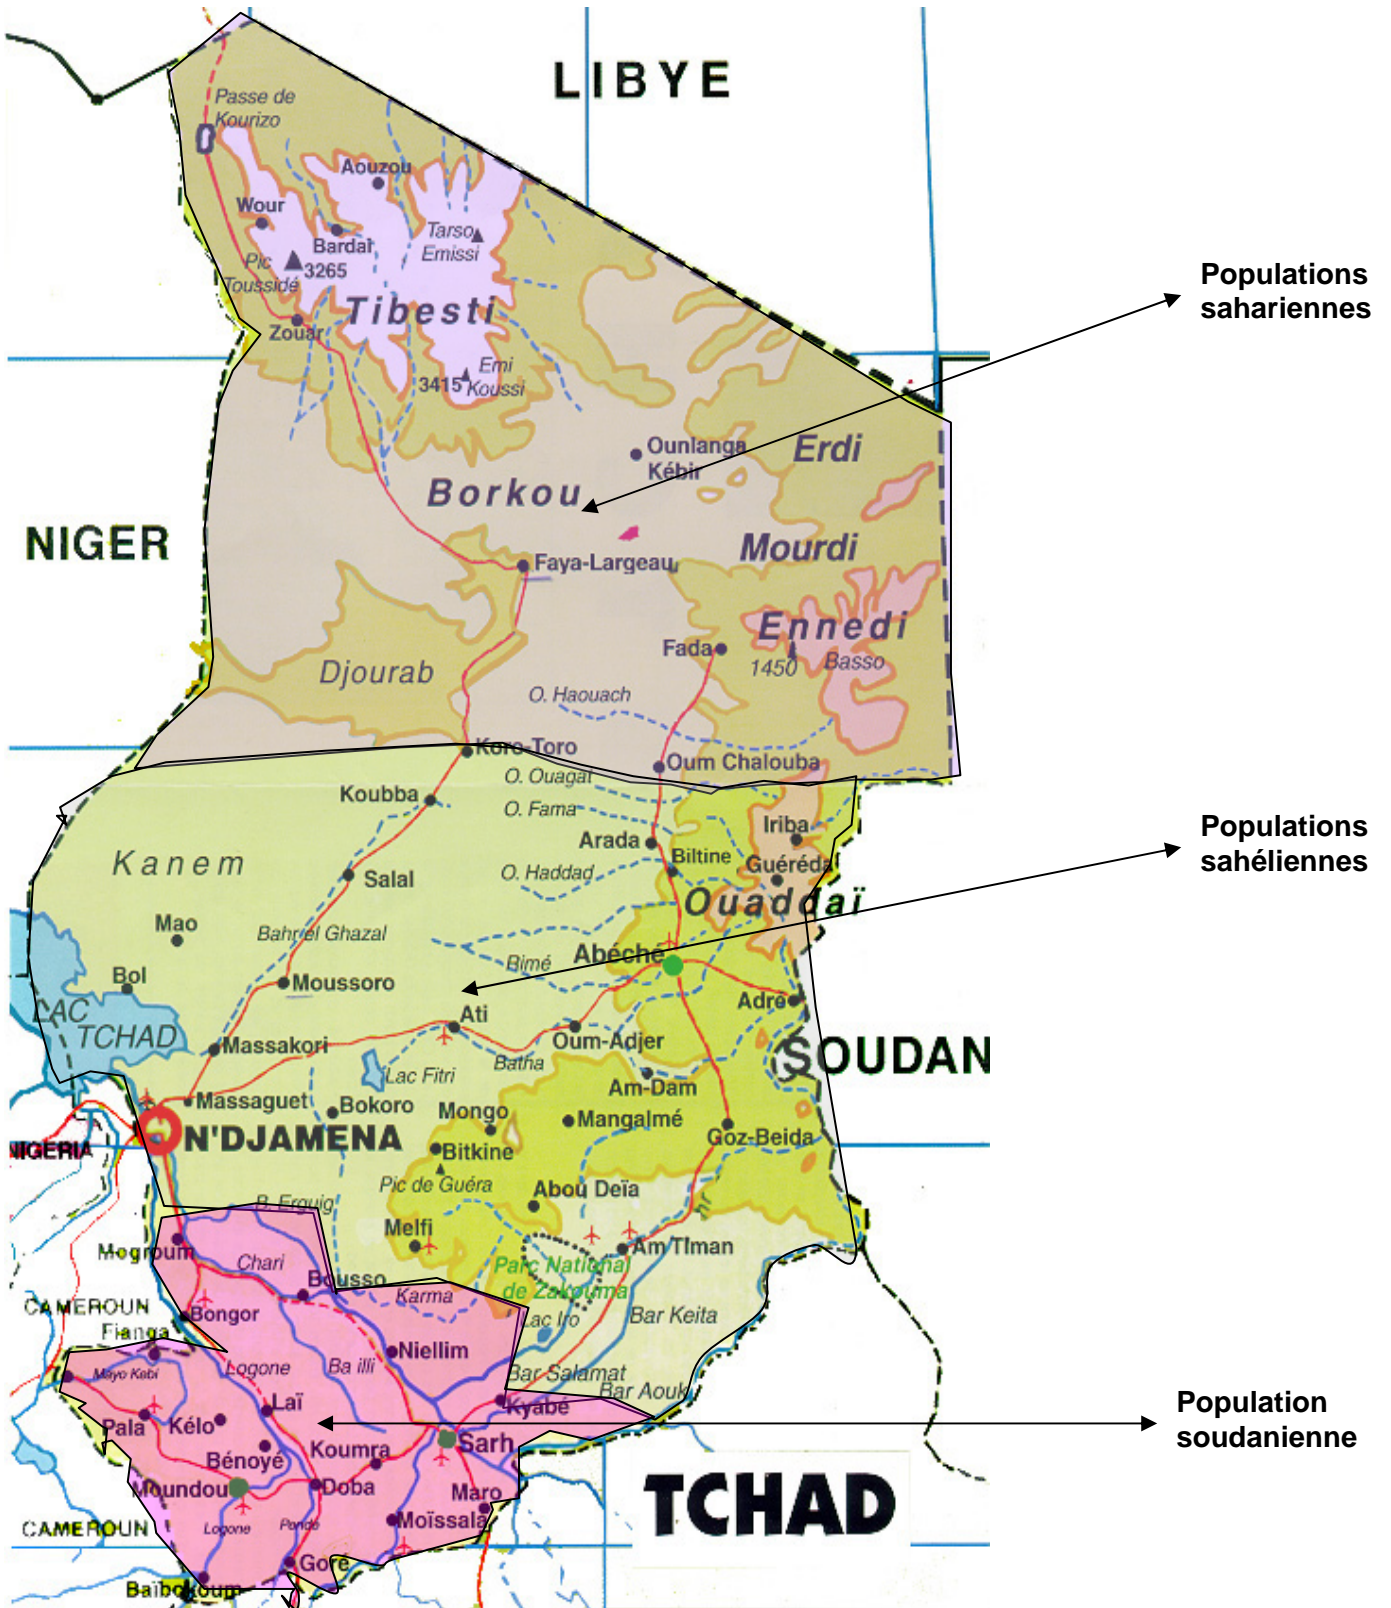 LIBYE
Passe de
Kourizo
Aouzou
Wour
Bardaï
Tarso
Emissi
Pic
Toussidé
3265
Populations
sahariennes
Tibesti
Zouar
Emi
Koussi
3415
Ounlanga
Kébir
Erdi
Borkou
NIGER
Mourdi
Faya-Largeau
Ennedi
Fada
1450
Basso
Djourab
O. Haouach
Koro-Toro
Oum Chalouba
O. Ouagat
Koubba
O. Fama
Iriba
Arada
Populations
sahéliennes
Biltine
Guéréda
Kanem
Salal
O. Haddad
Ouaddaï
Mao
Bahr el Ghazal
Abéché
Bimé
Bol
Moussoro
Adré
LAC
TCHAD
Ati
Massakori
Oum-Adjer
SOUDAN
Batha
Lac Fitri
Am-Dam
Massaguet
Bokoro
Mongo
Mangalmé
N'DJAMENA
Goz-Beida
NIGERIA
Bitkine
Pic de Guéra
Abou Deïa
B. Erguig
Melfi
Mogroum
Am Timan
Chari
Parc National
de Zakouma
Bousso
Karma
CAMEROUN
Bongor
Lac Iro
Bar Keita
Fianga
Niellim
Mayo Kebi
Logone
Ba illi
Bar Salamat
Bar Aouk
Laï
Kyabé
Population
soudanienne
Pala
Kélo
Sarh
Koumra
Bénoyé
Moundou
Doba
Maro
TCHAD
Moïssala
CAMEROUN
Logone
Pende
Goré
Baïbokoum